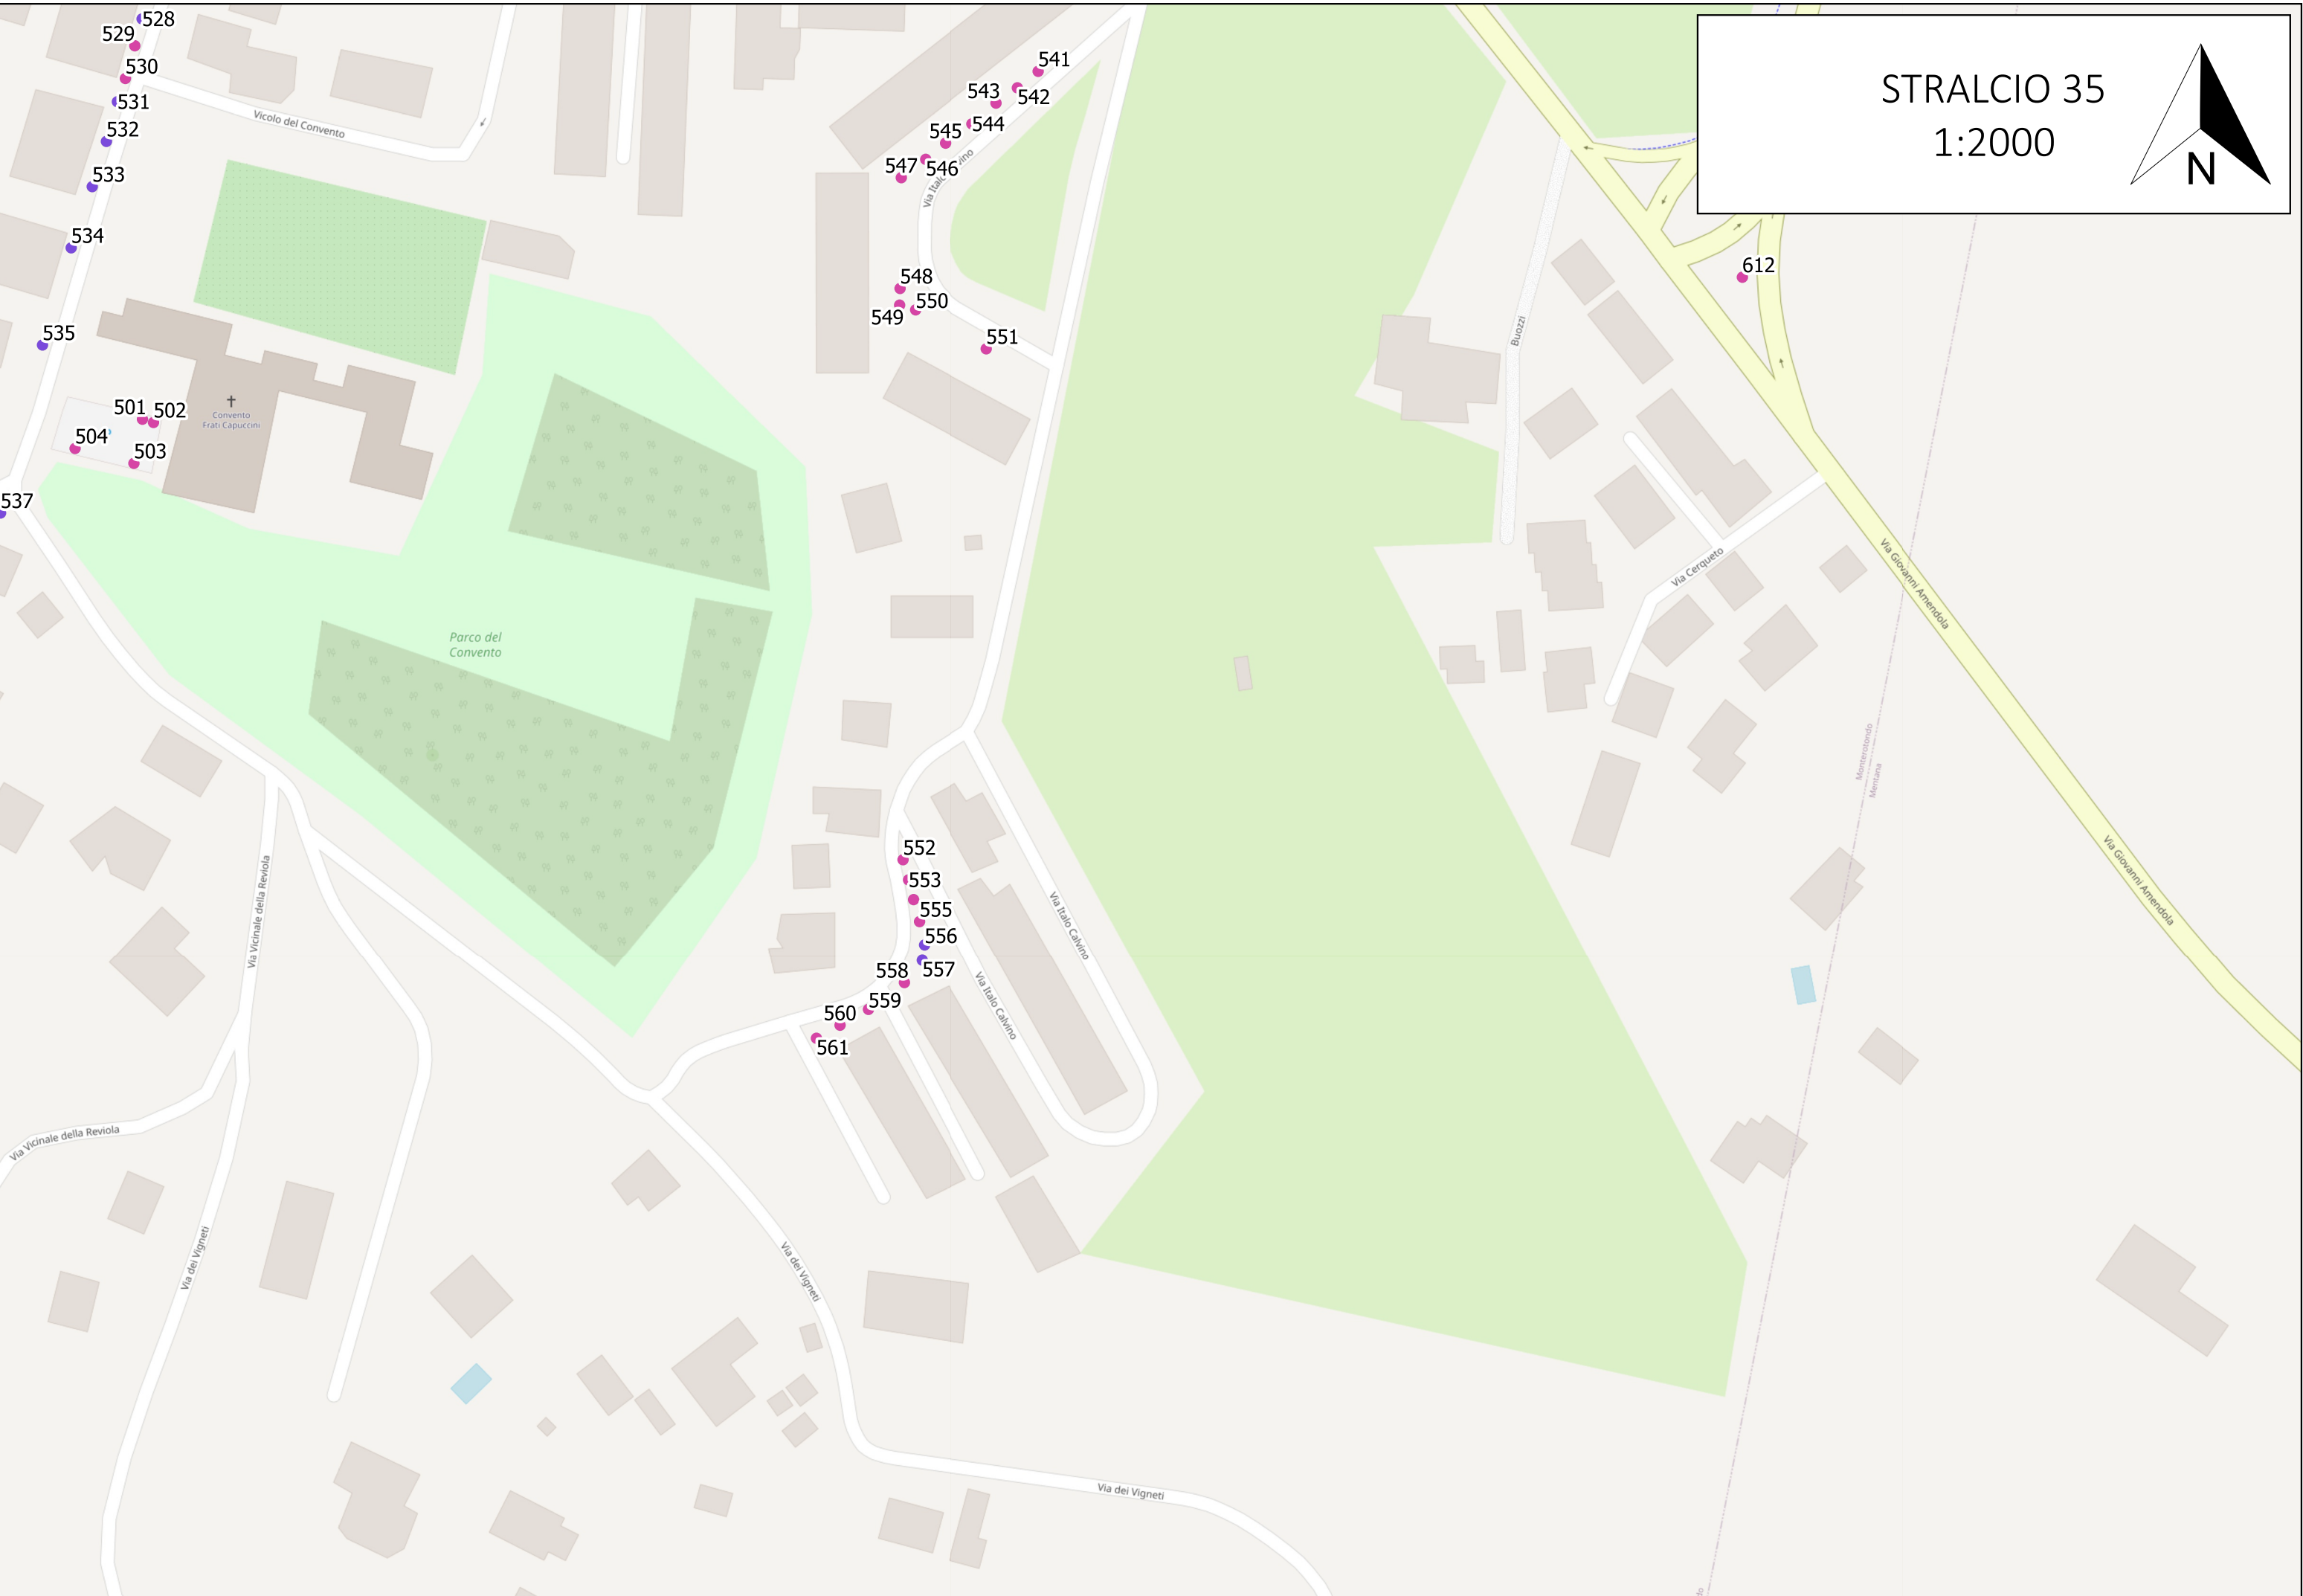 528
529
530
531
532
533
534
535
537
501
502
503
504
541
542
543
544
545
546
547
548
549
550
551
552
553
555
556
557
558
559
560
561
612
STRALCIO 35
1:2000
N
Vicolo del Convento
Convento
Frati Capuccini
Parco del
Convento
Buozzi
Via Cerqueto
Via Giovanni Amendola
Via Giovanni Amendola
Monterotondo
Mentana
Via Italo Calvino
Via Italo Calvino
Via Vicinale della Reviola
Via Vicinale della Reviola
Via dei Vigneti
Via dei Vigneti
Via dei Vigneti